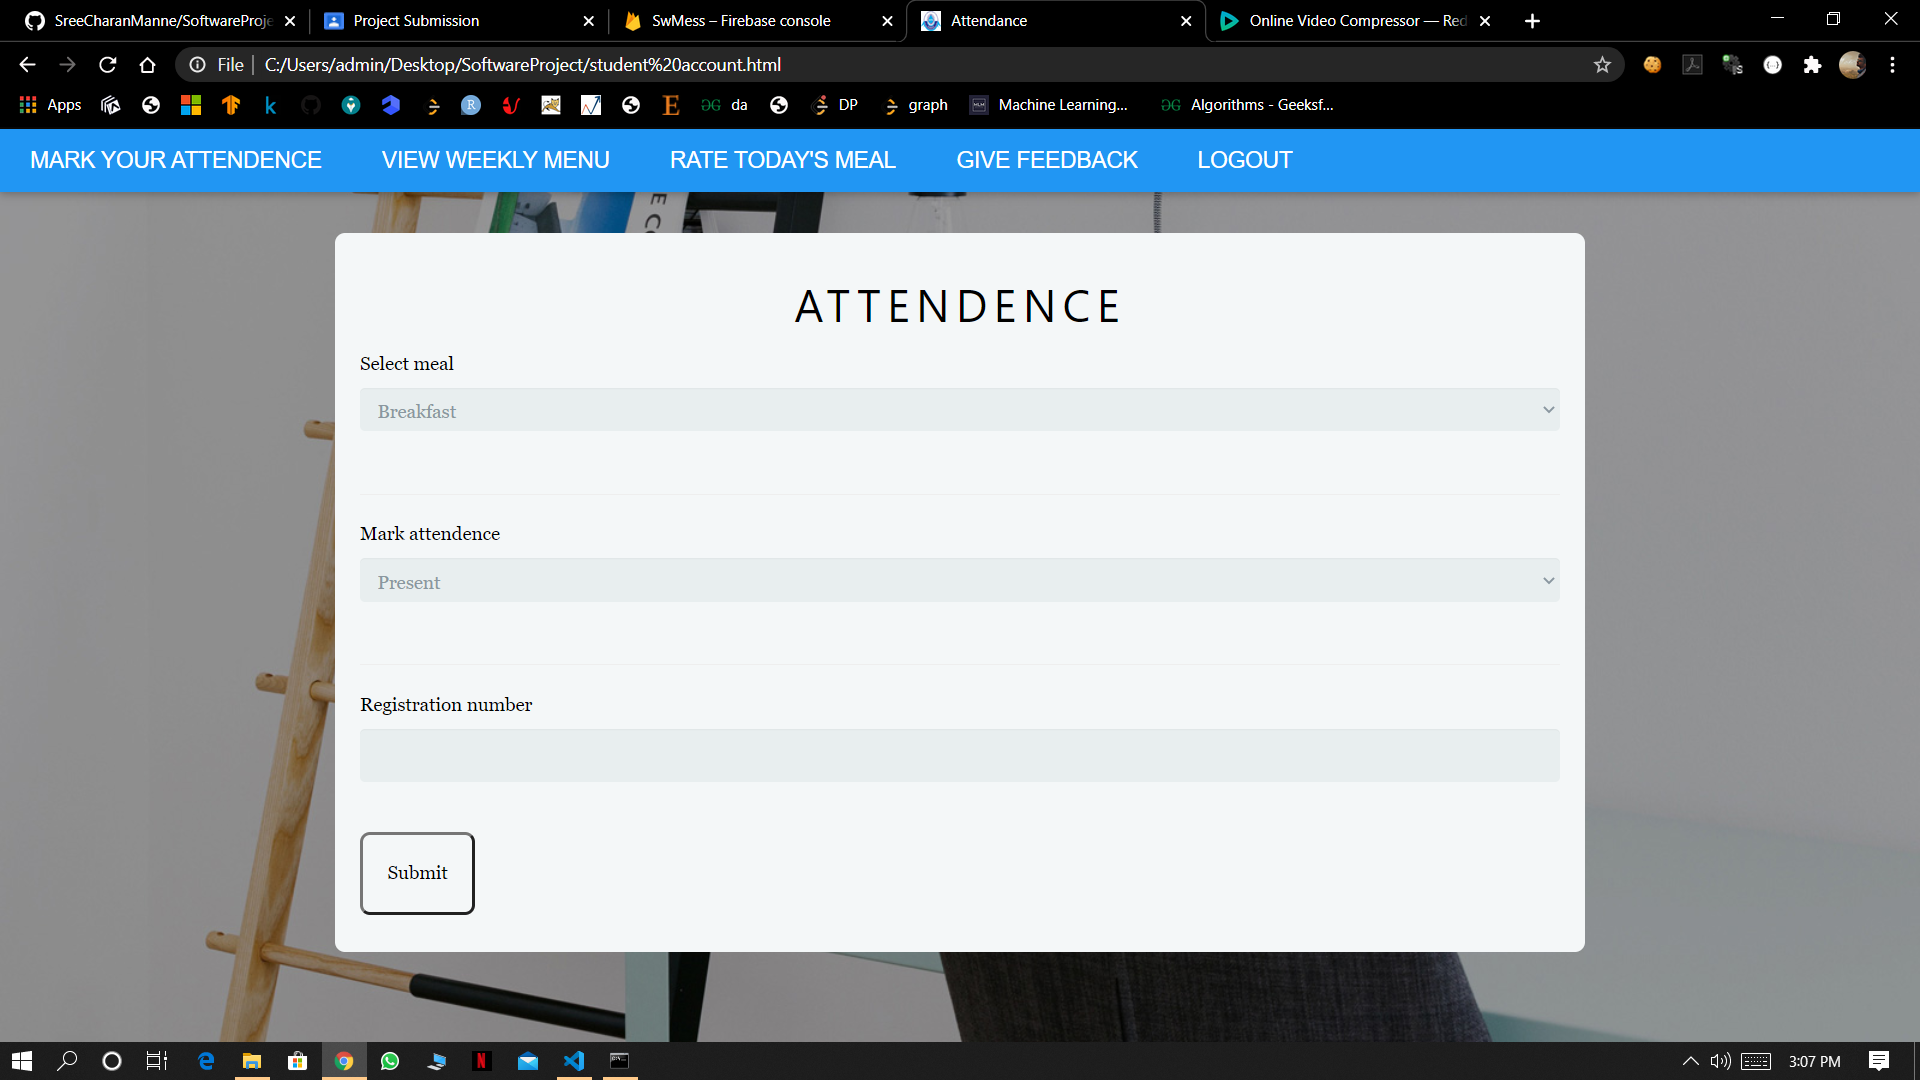 SreeCharanManne/SoftwareProje
Project Submission
SwMess – Firebase console
Attendance
Online Video Compressor — Red
File
C:/Users/admin/Desktop/SoftwareProject/student%20account.html
Apps
da
DP
graph
Machine Learning...
Algorithms - Geeksf...
MARK YOUR ATTENDENCE
VIEW WEEKLY MENU
RATE TODAY'S MEAL
GIVE FEEDBACK
LOGOUT
ATTENDENCE
Select meal
Breakfast
Mark attendence
Present
Registration number
Submit
3:07 PM